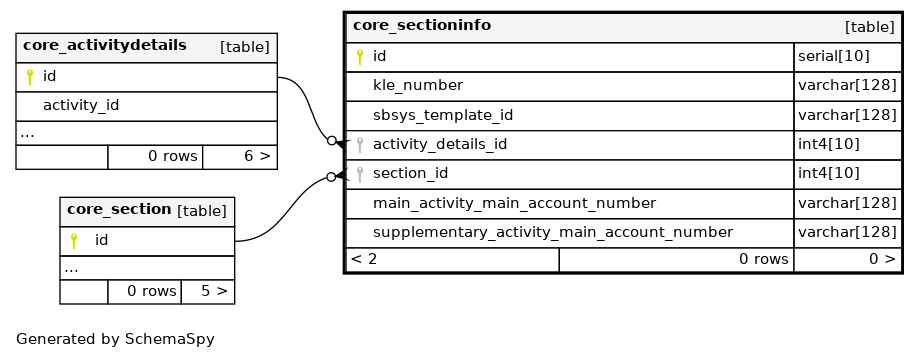 core_activitydetails [table]
id
activity_id
...
0 rows 6 >
core_section [table]
id
...
0 rows 5 >
core_sectioninfo [table]
id serial[10]
kle_number varchar[128]
sbsys_template_id varchar[128]
activity_details_id int4[10]
section_id int4[10]
main_activity_main_account_number varchar[128]
supplementary_activity_main_account_number varchar[128]
< 2 0 rows 0 >
Generated by SchemaSpy